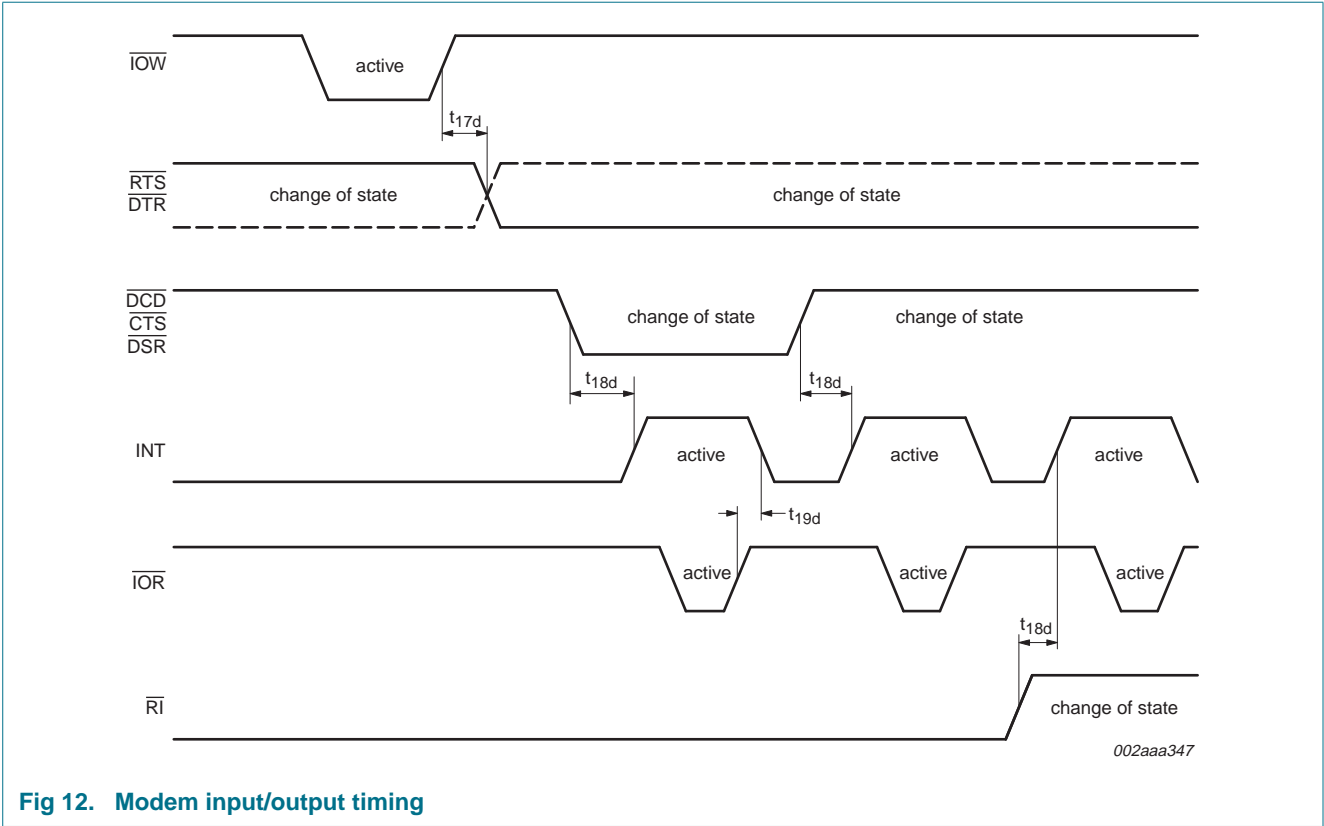 IOW
active
t17d
RTS
DTR
change of state
change of state
DCD
CTS
DSR
change of state
change of state
t18d
t18d
INT
active
active
active
t19d
IOR
active
active
active
t18d
RI
change of state
002aaa347
Fig 12. Modem input/output timing